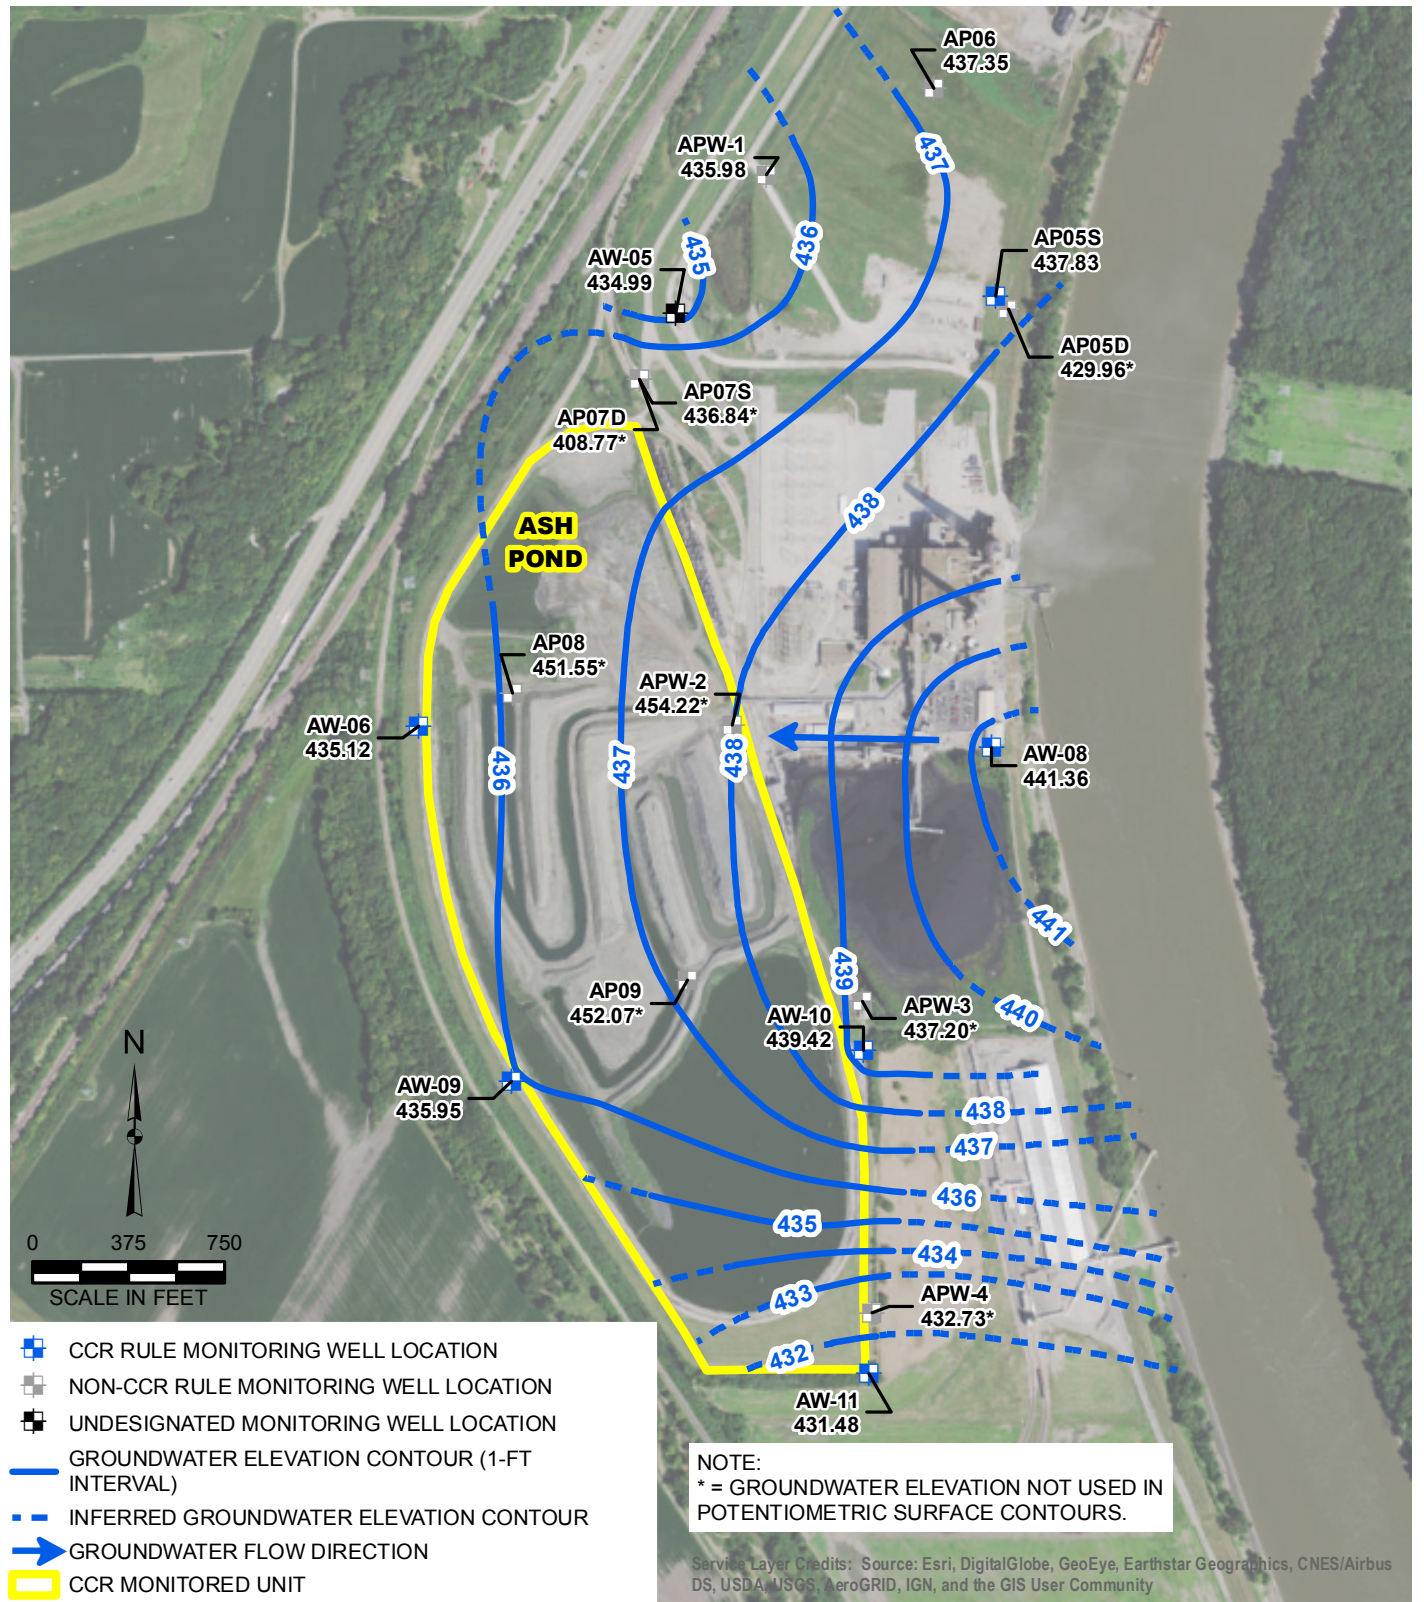 AP06
437.35
437
APW-1
435.98
436
AP05S
437.83
435
AW-05
434.99
AP05D
429.96*
AP07S
436.84*
AP07D
408.77*
438
ASH
POND
AP08
451.55*
APW-2
454.22*
AW-06
435.12
436
437
438
AW-08
441.36
441
439
AP09
452.07*
AW-10
439.42
APW-3
437.20*
440
N
AW-09
435.95
438
437
436
435
434
0 375 750
SCALE IN FEET
433
APW-4
432.73*
432
AW-11
431.48
CCR RULE MONITORING WELL LOCATION
NON-CCR RULE MONITORING WELL LOCATION
UNDESIGNATED MONITORING WELL LOCATION
GROUNDWATER ELEVATION CONTOUR (1-FT
INTERVAL)
INFERRED GROUNDWATER ELEVATION CONTOUR
GROUNDWATER FLOW DIRECTION
CCR MONITORED UNIT
NOTE:
* = GROUNDWATER ELEVATION NOT USED IN
POTENTIOMETRIC SURFACE CONTOURS.
Service Layer Credits: Source: Esri, DigitalGlobe, GeoEye, Earthstar Geographics, CNES/Airbus
DS, USDA, USGS, AeroGRID, IGN, and the GIS User Community